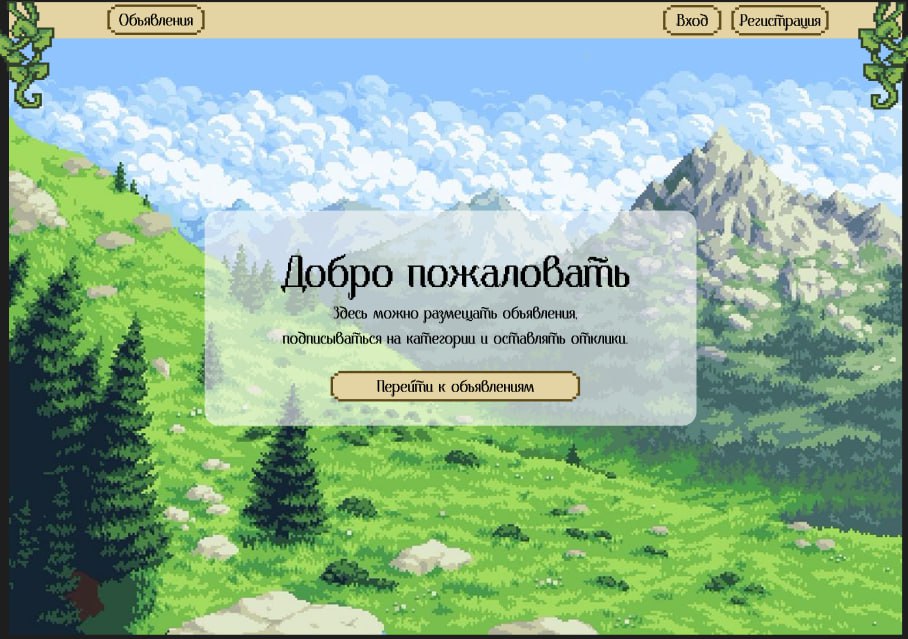 Объявления
Вход
Регистрация
Добро пожаловать
Здесь можно размещать объявления,
подписываться на категории и оставлять отклики.
Перейти к объявлениям